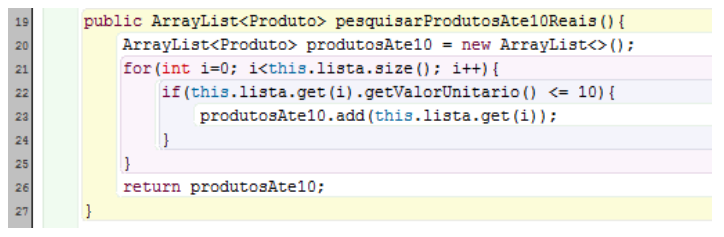 19 public ArrayList<Produto> pesquisarProdutosAte10Reais(){
20 ArrayList<Produto> produtosAte10 = new ArrayList<>();
21 for(int i=0; i<this.lista.size(); i++){
22 if(this.lista.get(i).getValorUnitario() <= 10){
23 produtosAte10.add(this.lista.get(i));
24 }
25 }
26 return produtosAte10;
27 }